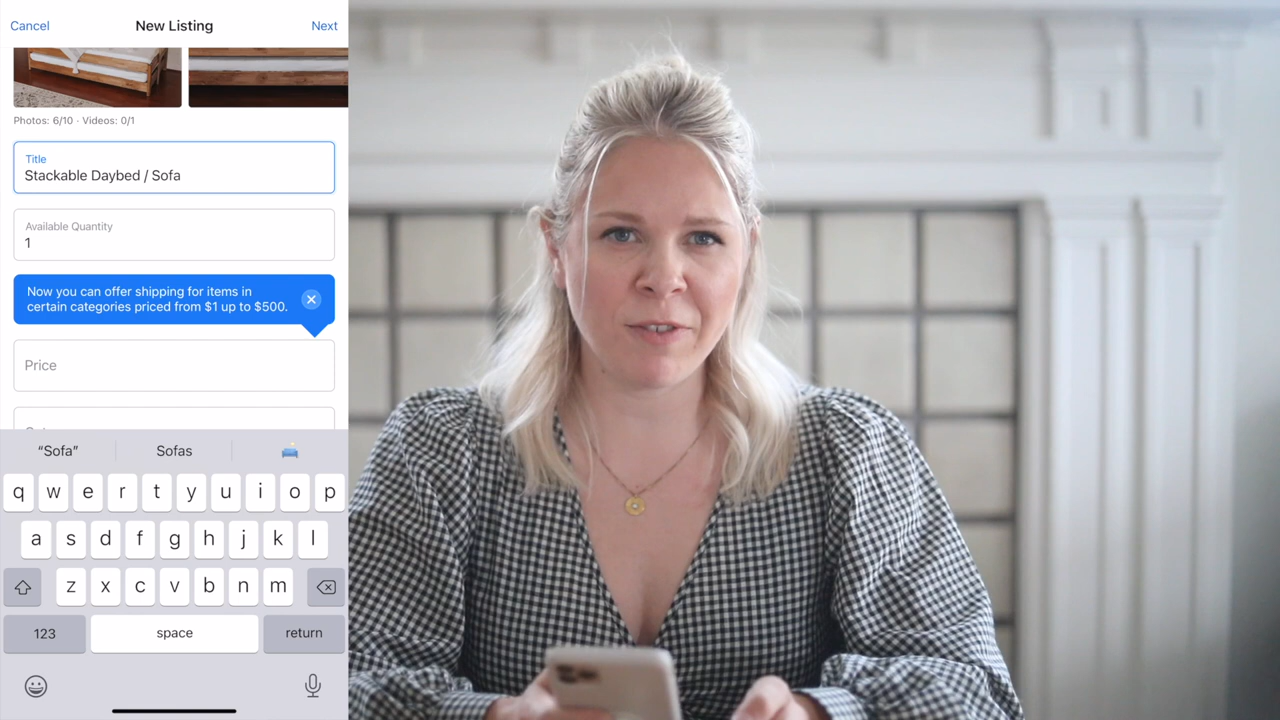 Cancel New Listing Next
Photos: 6/10 · Videos: 0/1
Title
Stackable Daybed / Sofa
Available Quantity
1
Now you can offer shipping for items in
certain categories priced from $1 up to $500.
Price
“Sofa” Sofas
q w e r t y u i o p
a s d f g h j k l
z x c v b n m
123 space return